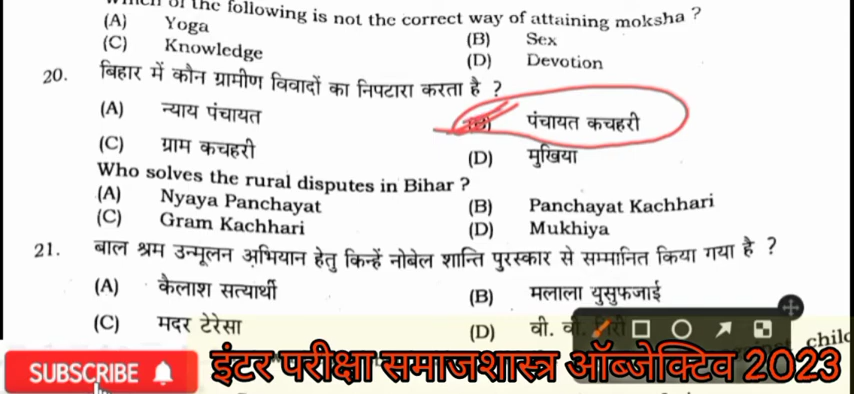 Which of the following is not the correct way of attaining moksha ?
(A) Yoga (B) Sex
(C) Knowledge (D) Devotion
20. बिहार में कौन ग्रामीण विवादों का निपटारा करता है ?
(A) न्याय पंचायत (B) पंचायत कचहरी
(C) ग्राम कचहरी (D) मुखिया
Who solves the rural disputes in Bihar ?
(A) Nyaya Panchayat (B) Panchayat Kachhari
(C) Gram Kachhari (D) Mukhiya
21. बाल श्रम उन्मूलन अभियान हेतु किन्हें नोबेल शान्ति पुरस्कार से सम्मानित किया गया है ?
(A) कैलाश सत्यार्थी (B) मलाला युसुफजाई
(C) मदर टेरेसा (D) वी. वी.
SUBSCRIBE इंटर परीक्षा समाजशास्त्र ऑब्जेक्टिव 2023